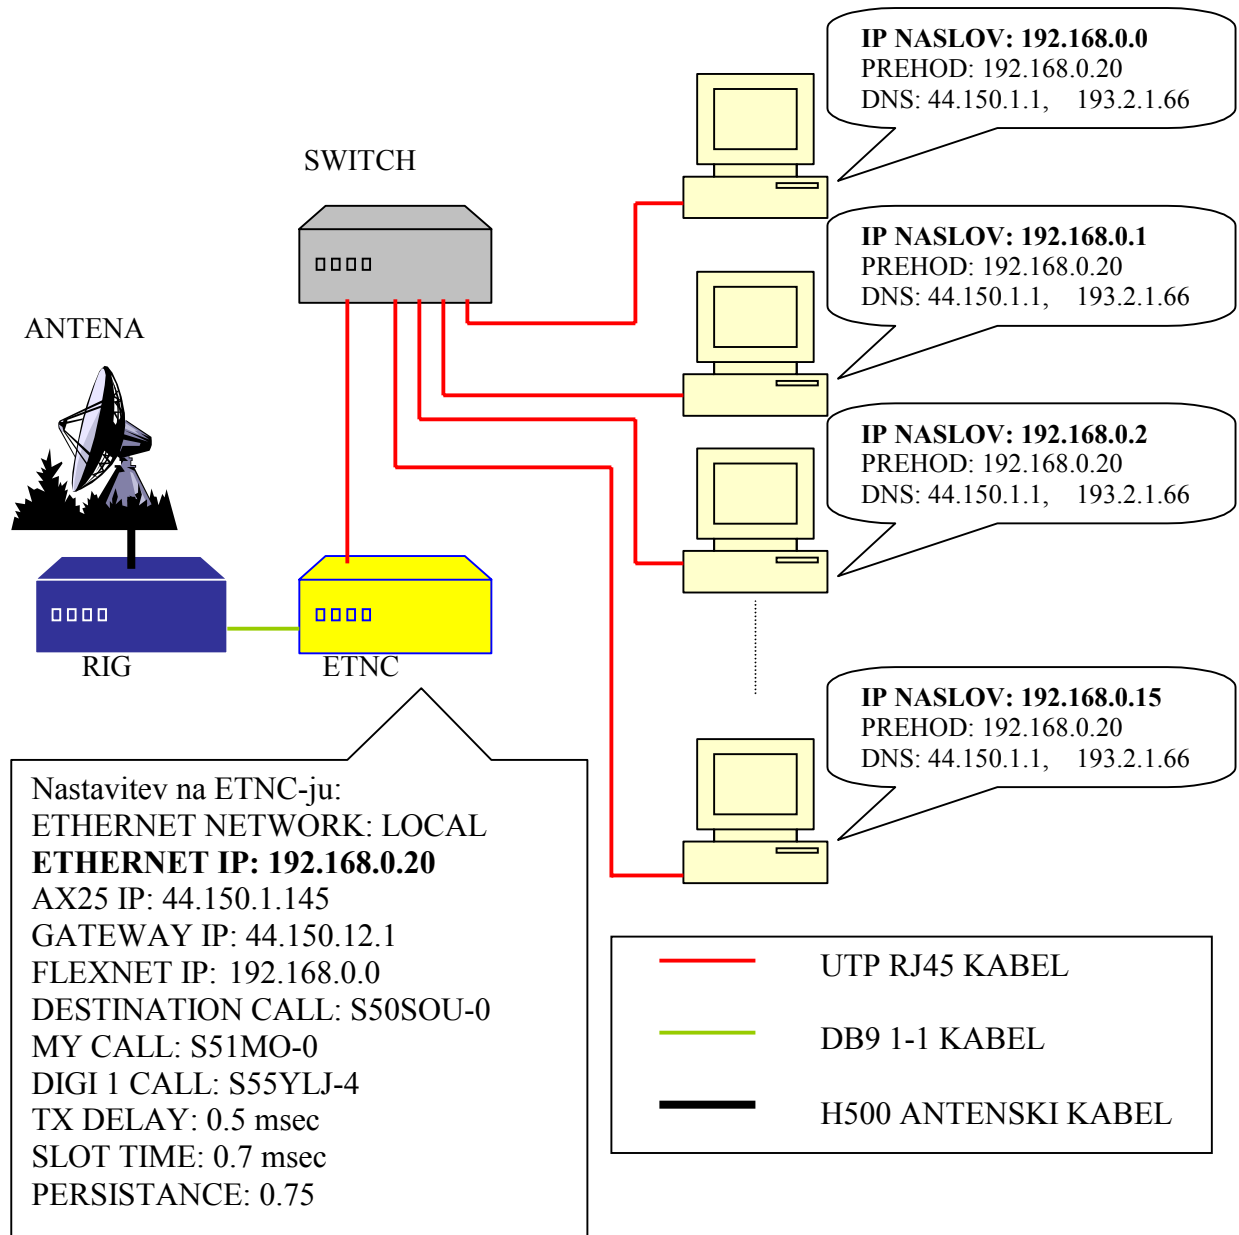 IP NASLOV: 192.168.0.0
PREHOD: 192.168.0.20
DNS: 44.150.1.1, 193.2.1.66
SWITCH
IP NASLOV: 192.168.0.1
PREHOD: 192.168.0.20
DNS: 44.150.1.1, 193.2.1.66
ANTENA
IP NASLOV: 192.168.0.2
PREHOD: 192.168.0.20
DNS: 44.150.1.1, 193.2.1.66
RIG
ETNC
IP NASLOV: 192.168.0.15
PREHOD: 192.168.0.20
DNS: 44.150.1.1, 193.2.1.66
Nastavitev na ETNC-ju:
ETHERNET NETWORK: LOCAL
ETHERNET IP: 192.168.0.20
AX25 IP: 44.150.1.145
GATEWAY IP: 44.150.12.1
FLEXNET IP: 192.168.0.0
DESTINATION CALL: S50SOU-0
MY CALL: S51MO-0
DIGI 1 CALL: S55YLJ-4
TX DELAY: 0.5 msec
SLOT TIME: 0.7 msec
PERSISTANCE: 0.75
UTP RJ45 KABEL
DB9 1-1 KABEL
H500 ANTENSKI KABEL